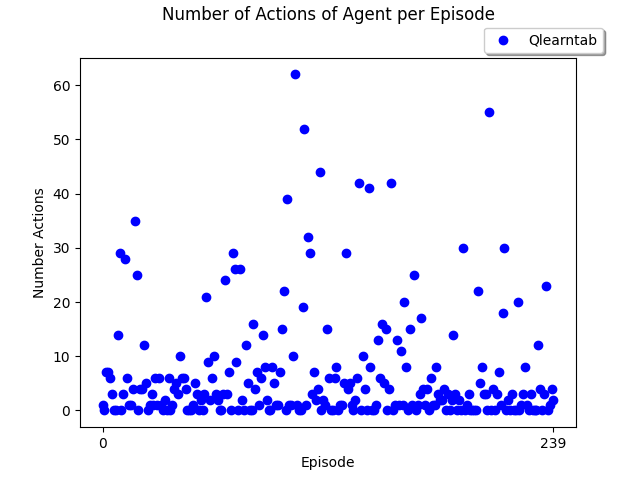 Number of Actions of Agent per Episode
Qlearntab
60
50
40
30
20
10
0
Number Actions
0
239
Episode